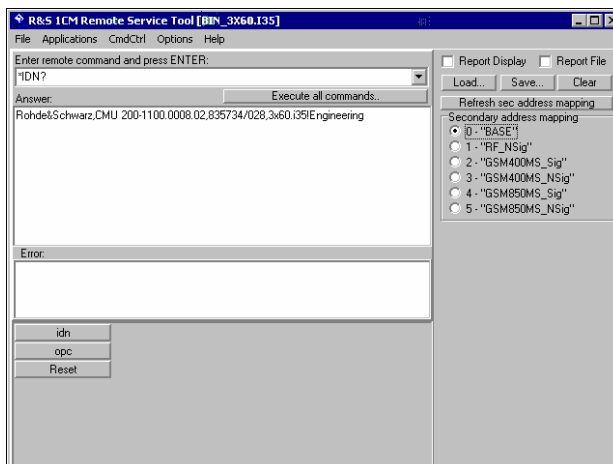 R&S 1CM Remote Service Tool [BIN_3X60.I35]
File Applications CmdCtrl Options Help
Enter remote command and press ENTER:
*IDN?
Answer:
Execute all commands..
Rohde&Schwarz,CMU 200-1100.0008.02,835734/028,3x60.i35!Engineering
Error:
idn
opc
Reset
Report Display Report File
Load... Save... Clear
Refresh sec address mapping
Secondary address mapping
0 - "BASE"
1 - "RF_NSig"
2 - "GSM400MS_Sig"
3 - "GSM400MS_NSig"
4 - "GSM850MS_Sig"
5 - "GSM850MS_NSig"